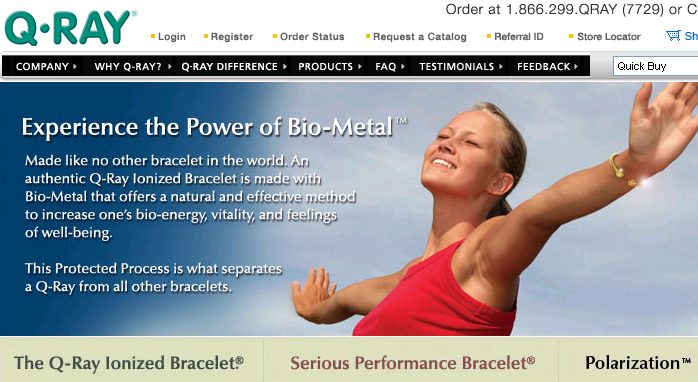 Q-RAY®
Order at 1.866.299.QRAY (7729) or C
Login Register Order Status Request a Catalog Referral ID Store Locator Sh
COMPANY WHY Q-RAY? Q-RAY DIFFERENCE PRODUCTS FAQ TESTIMONIALS FEEDBACK Quick Buy
Experience the Power of Bio-Metal™
Made like no other bracelet in the world. An
authentic Q-Ray Ionized Bracelet is made with
Bio-Metal that offers a natural and effective method
to increase one's bio-energy, vitality, and feelings
of well-being.
This Protected Process is what separates
a Q-Ray from all other bracelets.
The Q-Ray Ionized Bracelet.® Serious Performance Bracelet® Polarization™